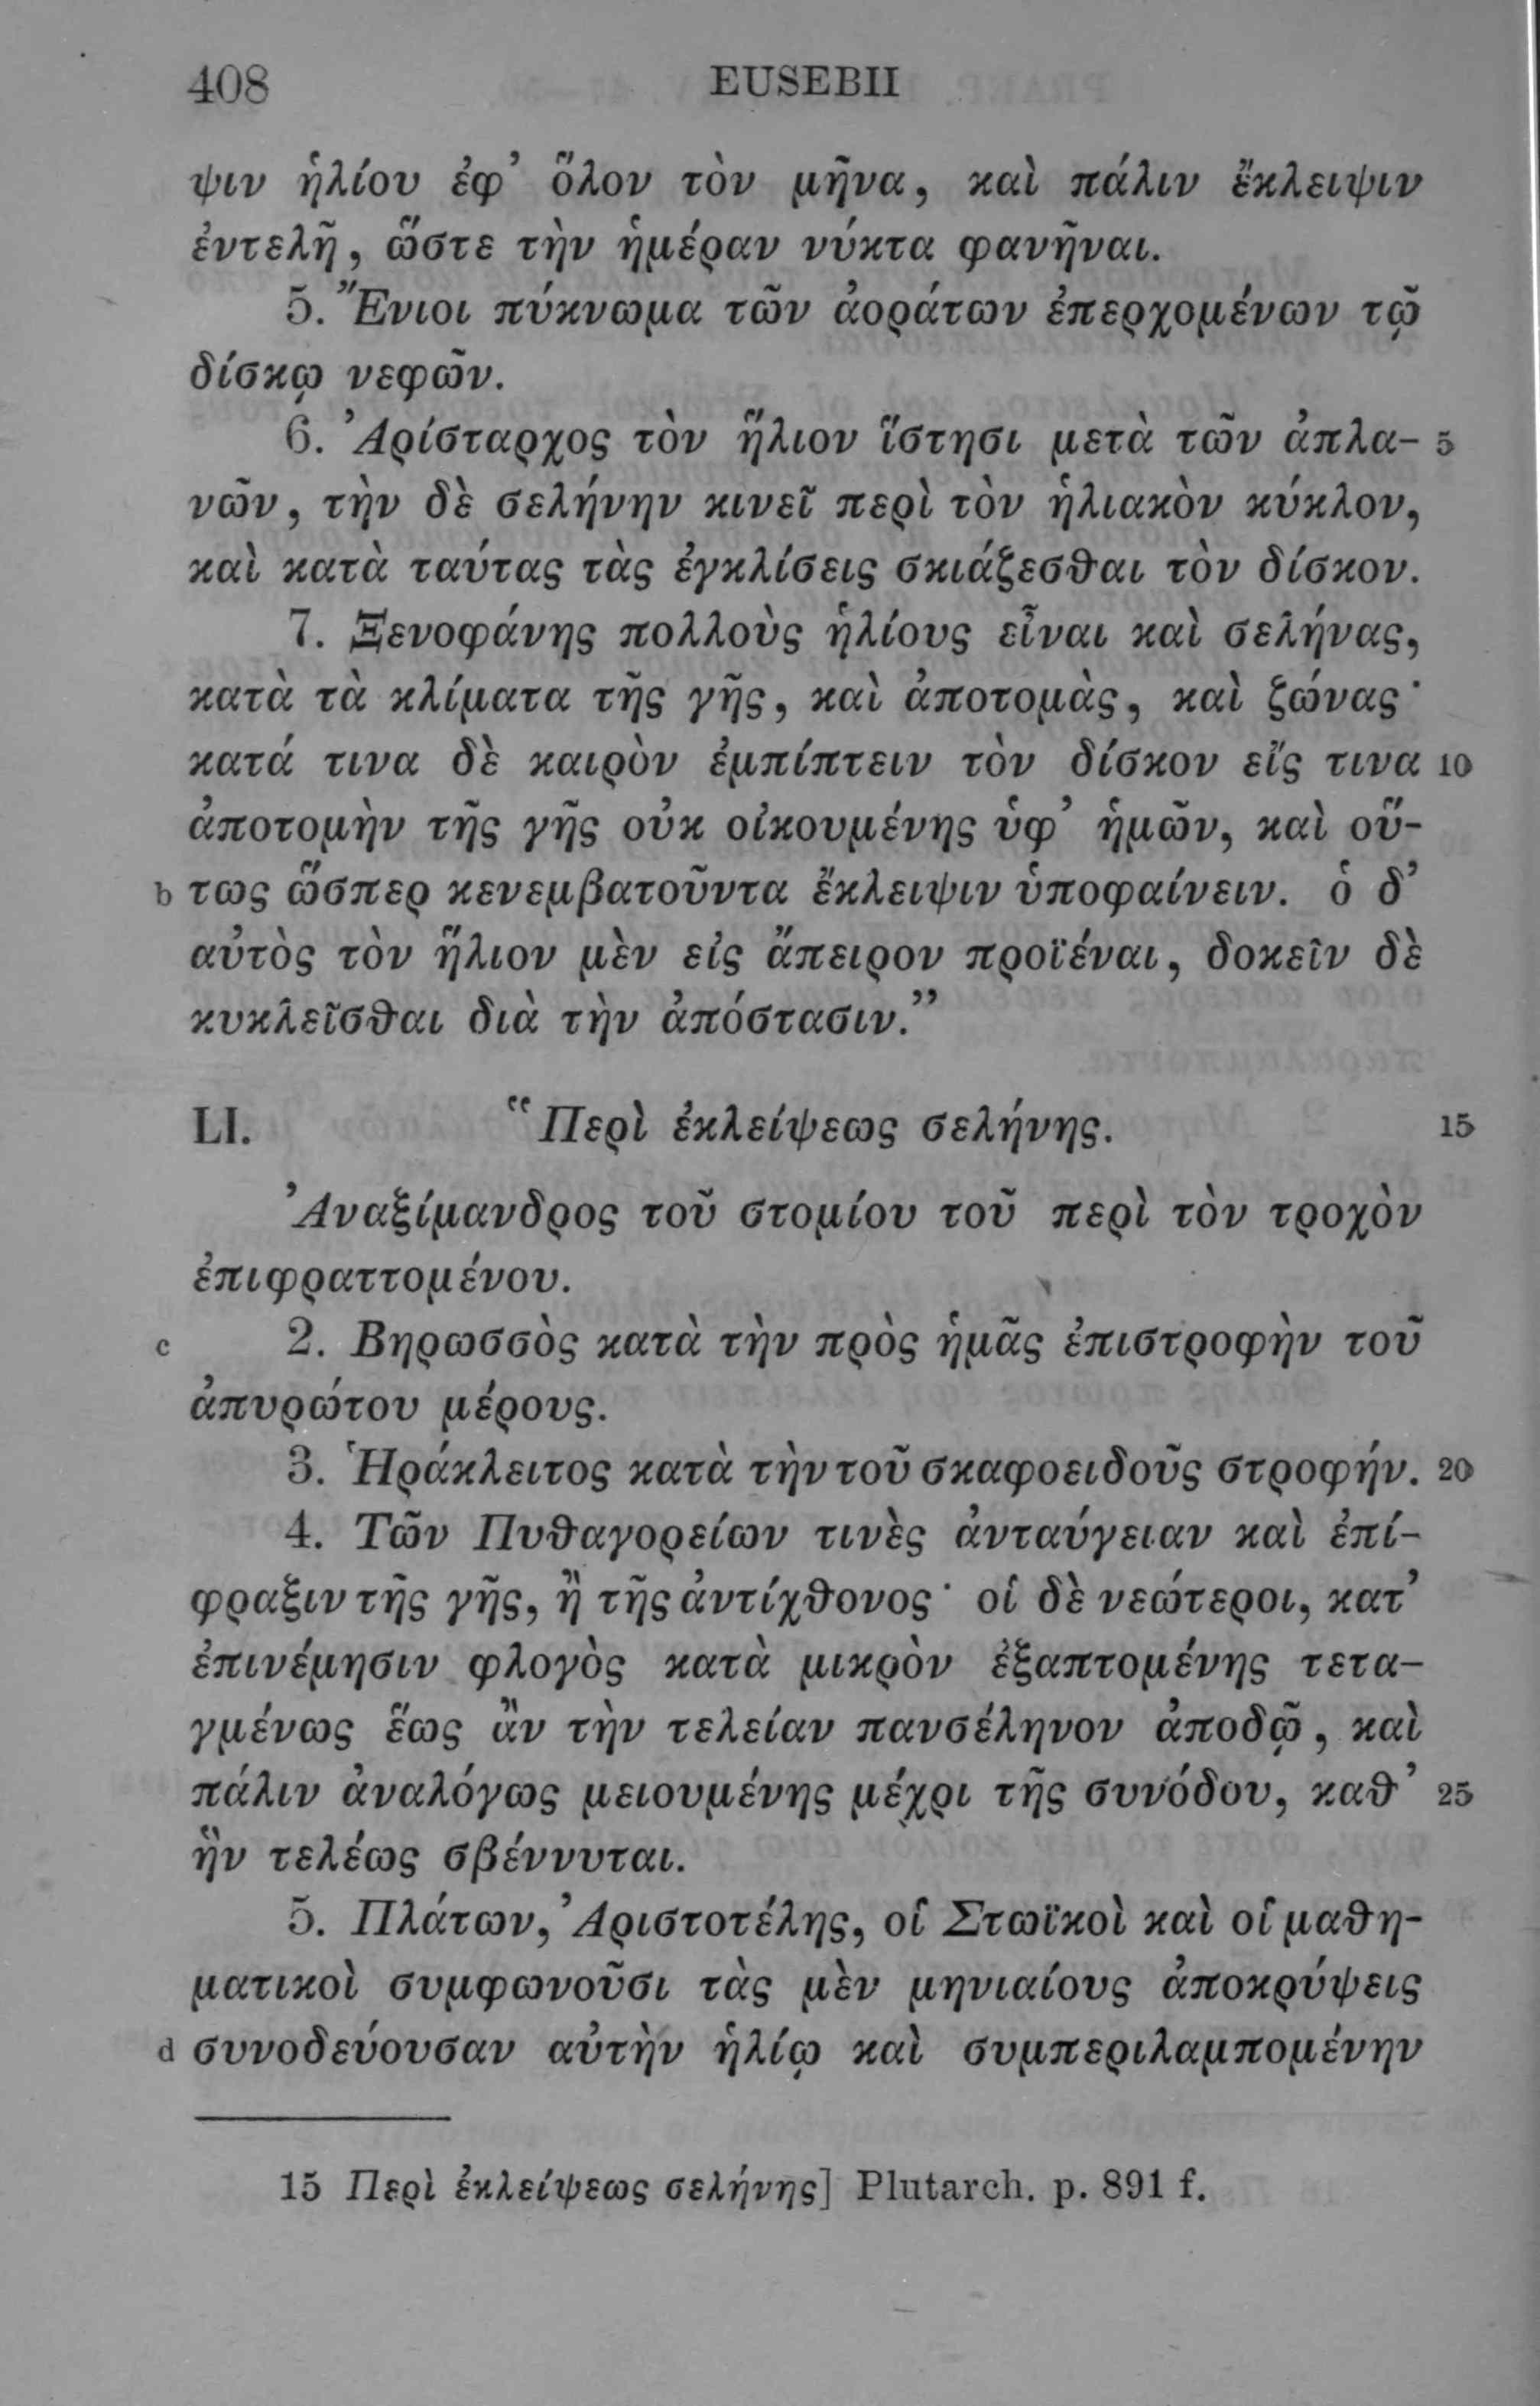 408 EUSEBII
ψιν ἡλίου ἐφ᾽ ὅλον τὸν μῆνα, καὶ πάλιν ἔκλειψιν
ἐντελῆ, ὥστε τὴν ἡμέραν νύκτα φανῆναι.
5. Ἔνιοι πύκνωμα τῶν ἀοράτων ἐπερχομένων τῷ
δίσκῳ νεφῶν.
6. Ἀρίσταρχος τὸν ἥλιον ἵστησι μετὰ τῶν ἀπλα- 5
νῶν, τὴν δὲ σελήνην κινεῖ περὶ τὸν ἡλιακὸν κύκλον,
καὶ κατὰ ταύτας τὰς ἐγκλίσεις σκιάζεσθαι τὸν δίσκον.
7. Ξενοφάνης πολλοὺς ἡλίους εἶναι καὶ σελήνας,
κατὰ τὰ κλίματα τῆς γῆς, καὶ ἀποτομὰς, καὶ ζώνας·
κατά τινα δὲ καιρὸν ἐμπίπτειν τὸν δίσκον εἴς τινα 10
ἀποτομὴν τῆς γῆς οὐκ οἰκουμένης ὑφ᾽ ἡμῶν, καὶ οὕ-
b τως ὥσπερ κενεμβατοῦντα ἔκλειψιν ὑποφαίνειν. ὁ δ᾽
αὐτὸς τὸν ἥλιον μὲν εἰς ἄπειρον προϊέναι, δοκεῖν δὲ
κυκλεῖσθαι διὰ τὴν ἀπόστασιν.”
LI. “Περὶ ἐκλείψεως σελήνης. 15
Ἀναξίμανδρος τοῦ στομίου τοῦ περὶ τὸν τροχὸν
ἐπιφραττομένου.
c 2. Βηρωσσὸς κατὰ τὴν πρὸς ἡμᾶς ἐπιστροφὴν τοῦ
ἀπυρώτου μέρους.
3. Ἡράκλειτος κατὰ τὴν τοῦ σκαφοειδοῦς στροφήν. 20
4. Τῶν Πυθαγορείων τινὲς ἀνταύγειαν καὶ ἐπί-
φραξιν τῆς γῆς, ἢ τῆς ἀντίχθονος· οἱ δὲ νεώτεροι, κατ᾽
ἐπινέμησιν φλογὸς κατὰ μικρὸν ἐξαπτομένης τετα-
γμένως ἕως ἂν τὴν τελείαν πανσέληνον ἀποδῷ, καὶ
πάλιν ἀναλόγως μειουμένης μέχρι τῆς συνόδου, καθ᾽ 25
ἣν τελέως σβέννυται.
5. Πλάτων, Ἀριστοτέλης, οἱ Στωϊκοὶ καὶ οἱ μαθη-
ματικοὶ συμφωνοῦσι τὰς μὲν μηνιαίους ἀποκρύψεις
d συνοδεύουσαν αὐτὴν ἡλίῳ καὶ συμπεριλαμπομένην
15 Περὶ ἐκλείψεως σελήνης] Plutarch. p. 891 f.